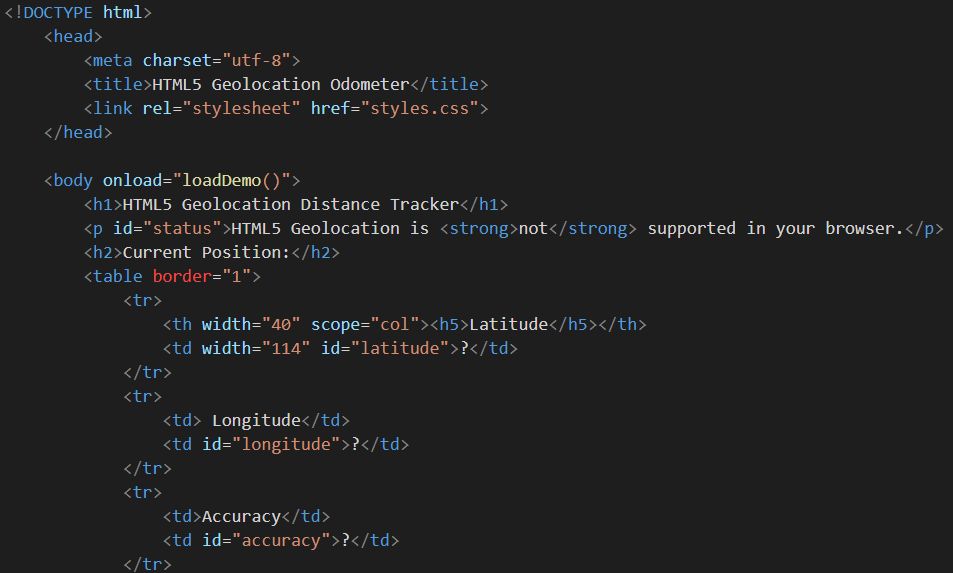 <!DOCTYPE html>
<head>
<meta charset="utf-8">
<title>HTML5 Geolocation Odometer</title>
<link rel="stylesheet" href="styles.css">
</head>
<body onload="loadDemo()">
<h1>HTML5 Geolocation Distance Tracker</h1>
<p id="status">HTML5 Geolocation is <strong>not</strong> supported in your browser.</p>
<h2>Current Position:</h2>
<table border="1">
<tr>
<th width="40" scope="col"><h5>Latitude</h5></th>
<td width="114" id="latitude">?</td>
</tr>
<tr>
<td> Longitude</td>
<td id="longitude">?</td>
</tr>
<tr>
<td>Accuracy</td>
<td id="accuracy">?</td>
</tr>